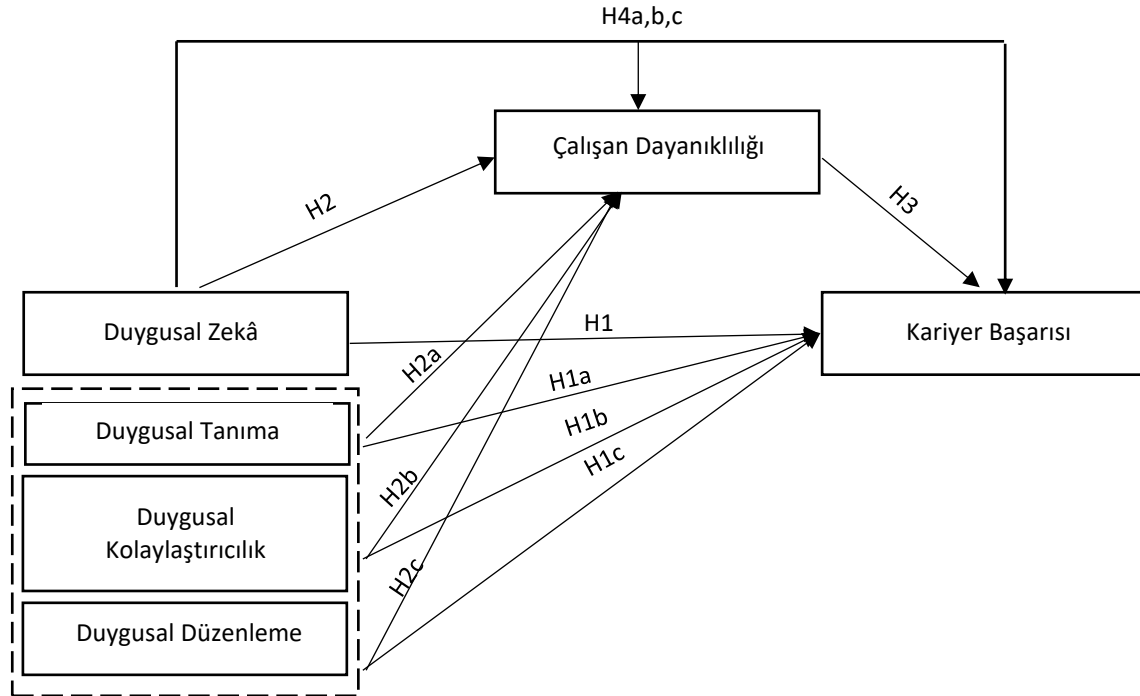 H4a,b,c
Çalışan Dayanıklılığı
H2
H3
Duygusal Zekâ
H1
Kariyer Başarısı
H2a
H1a
Duygusal Tanıma
H1b
H1c
H2b
Duygusal
Kolaylaştırıcılık
H2c
Duygusal Düzenleme